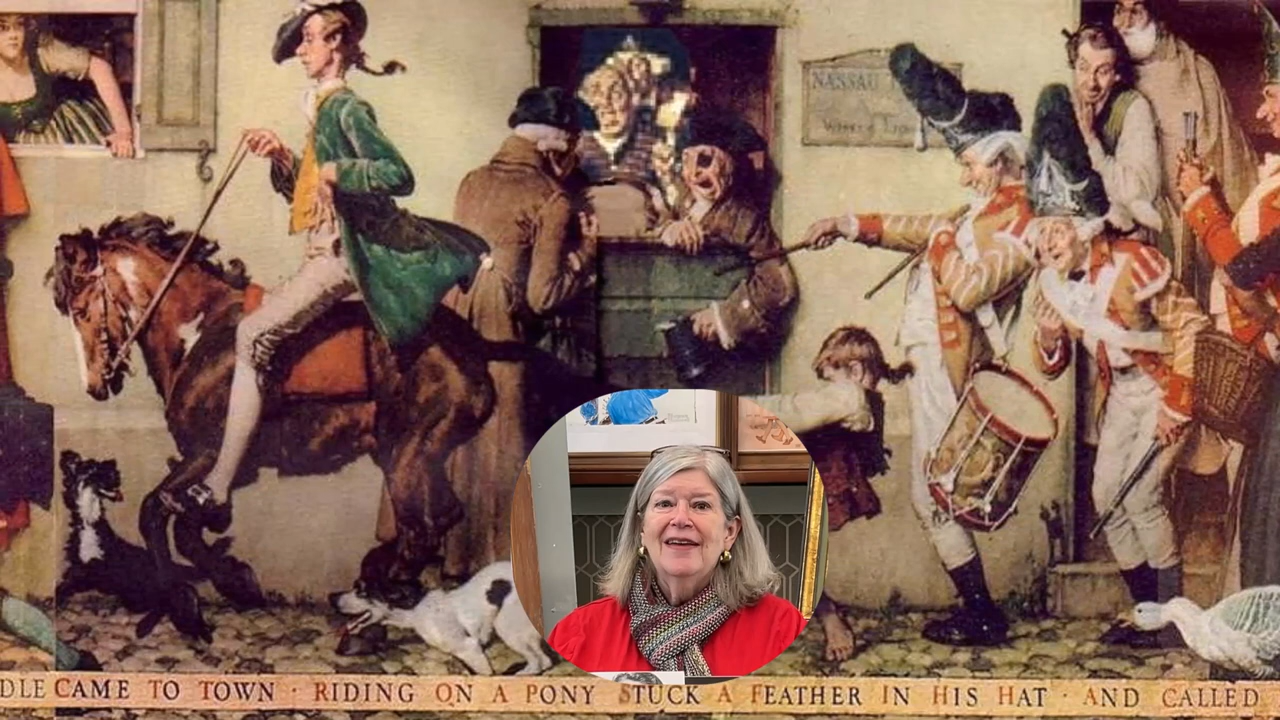 NASSAU
DLE CAME TO TOWN · RIDING ON A PONY STUCK A FEATHER IN HIS HAT · AND CALLED